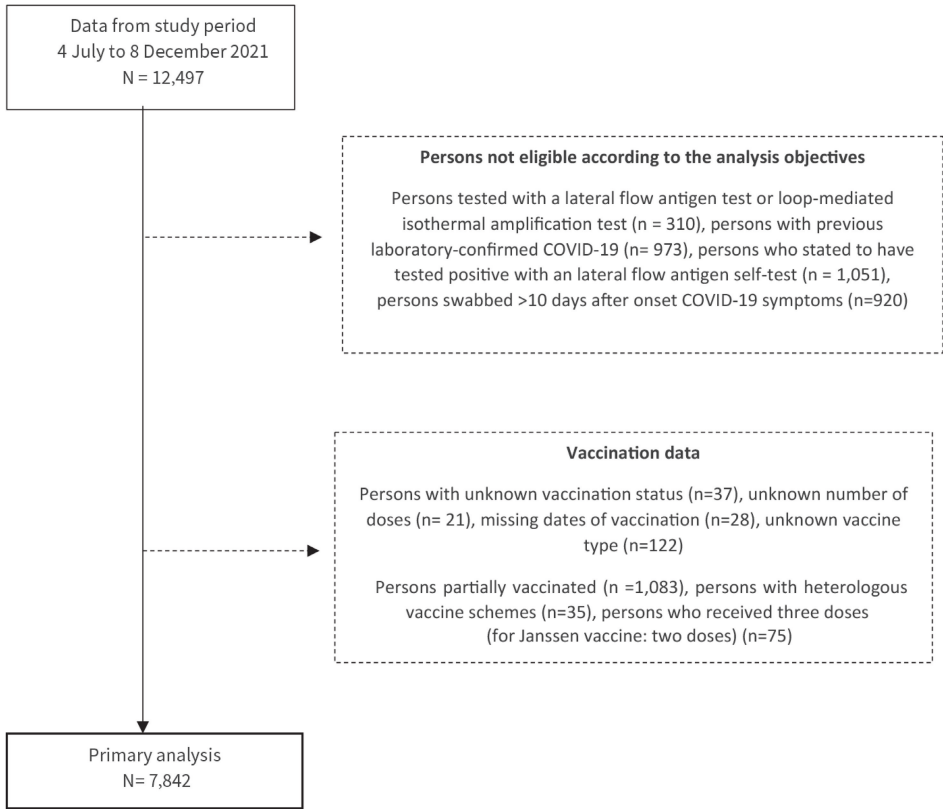 Data from study period
4 July to 8 December 2021
N = 12,497
Persons not eligible according to the analysis objectives
Persons tested with a lateral flow antigen test or loop-mediated
isothermal amplification test (n = 310), persons with previous
laboratory-confirmed COVID-19 (n= 973), persons who stated to have
tested positive with an lateral flow antigen self-test (n = 1,051),
persons swabbed >10 days after onset COVID-19 symptoms (n=920)
Vaccination data
Persons with unknown vaccination status (n=37), unknown number of
doses (n= 21), missing dates of vaccination (n=28), unknown vaccine
type (n=122)
Persons partially vaccinated (n =1,083), persons with heterologous
vaccine schemes (n=35), persons who received three doses
(for Janssen vaccine: two doses) (n=75)
Primary analysis
N= 7,842